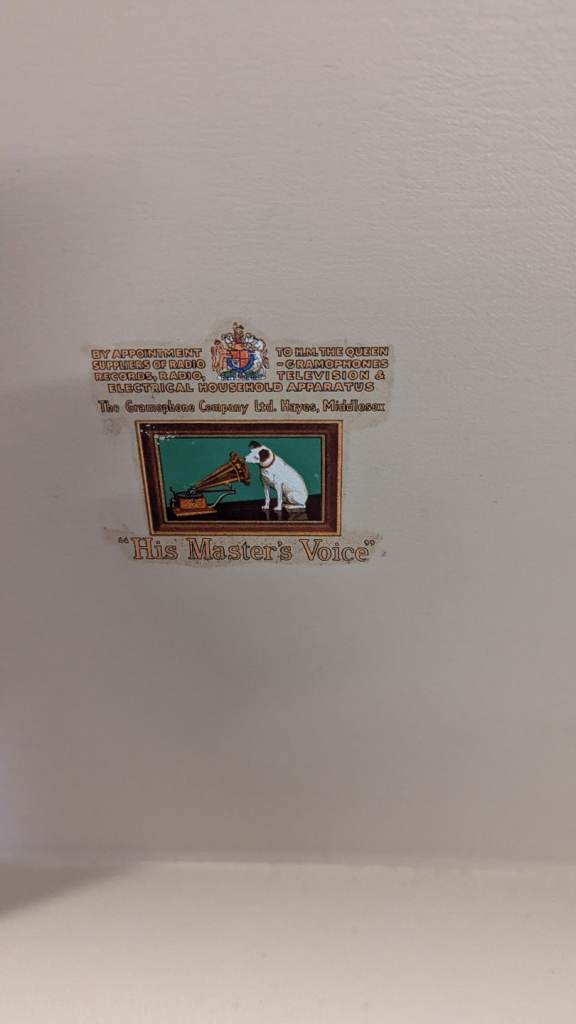 BY APPOINTMENT TO H.M. THE QUEEN
SUPPLIERS OF RADIO - GRAMOPHONES
RECORDS, RADIO, TELEVISION &
ELECTRICAL HOUSEHOLD APPARATUS
The Gramophone Company Ltd. Hayes, Middlesex
"His Master's Voice"